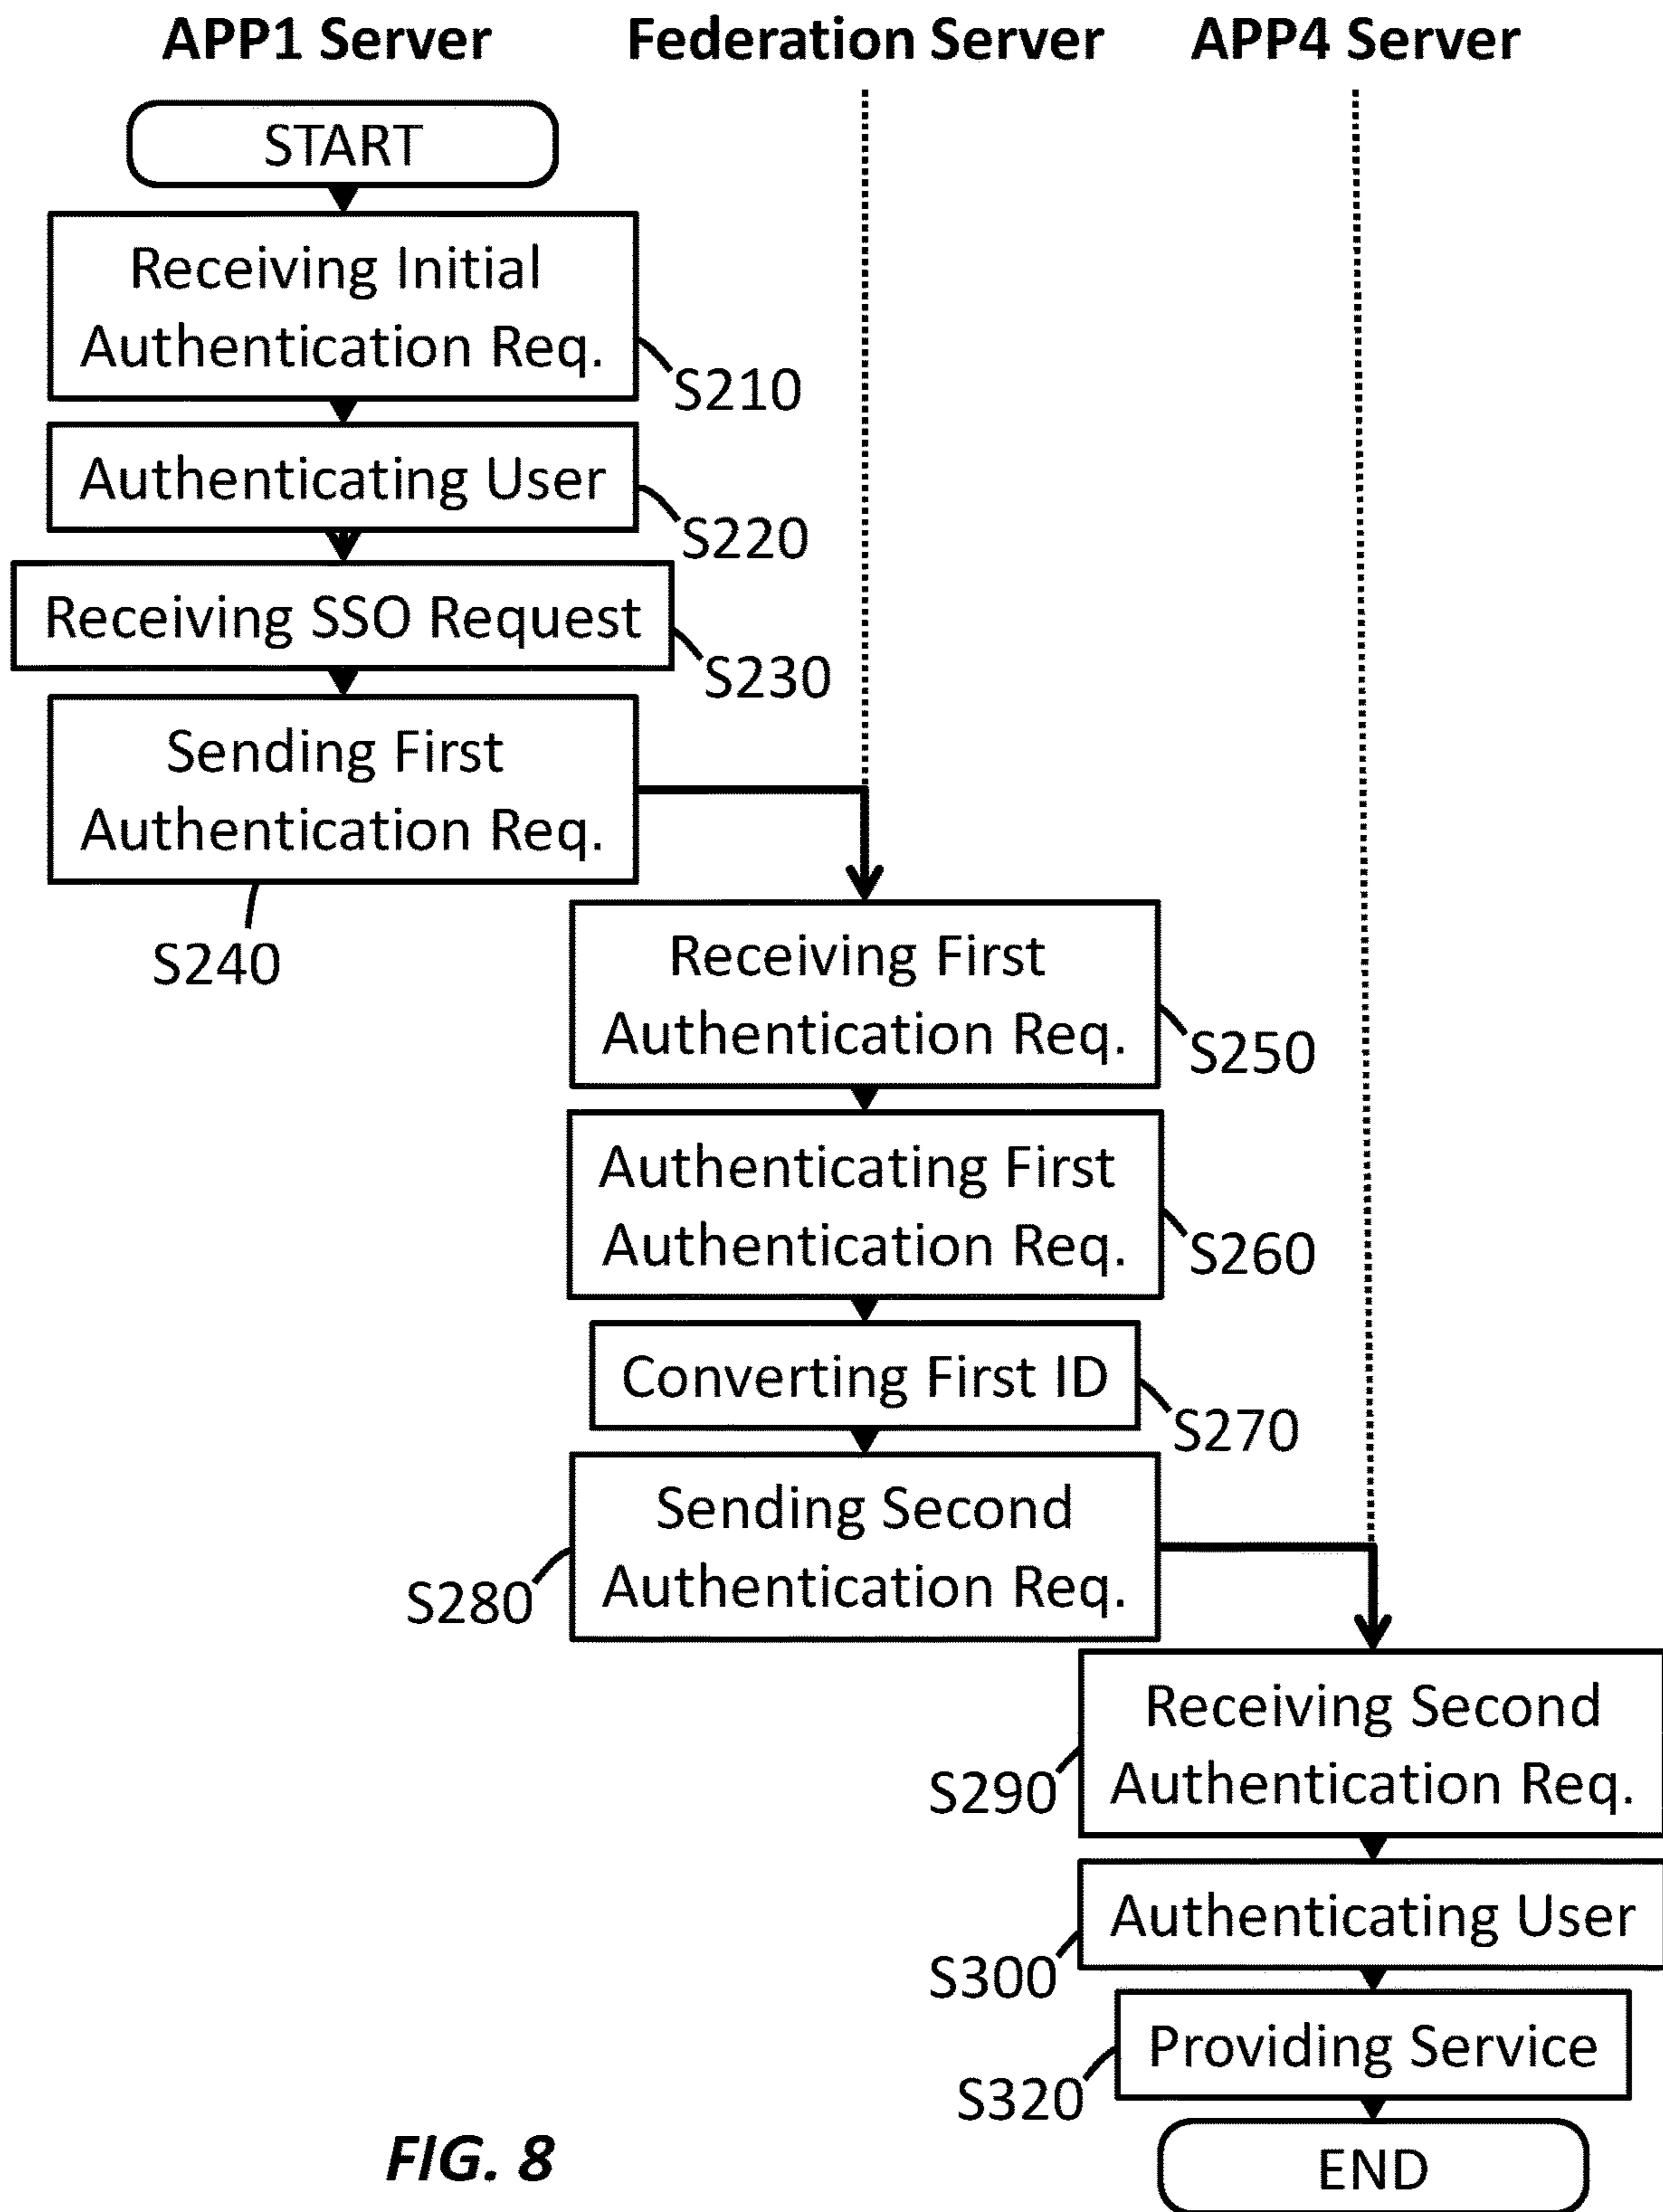 APP1 Server
Federation Server
APP4 Server
START
Receiving Initial
Authentication Req.
S210
Authenticating User
S220
Receiving SSO Request
S230
Sending First
Authentication Req.
S240
Receiving First
Authentication Req.
S250
Authenticating First
Authentication Req.
S260
Converting First ID
S270
Sending Second
Authentication Req.
S280
Receiving Second
Authentication Req.
S290
Authenticating User
S300
Providing Service
S320
END
FIG. 8